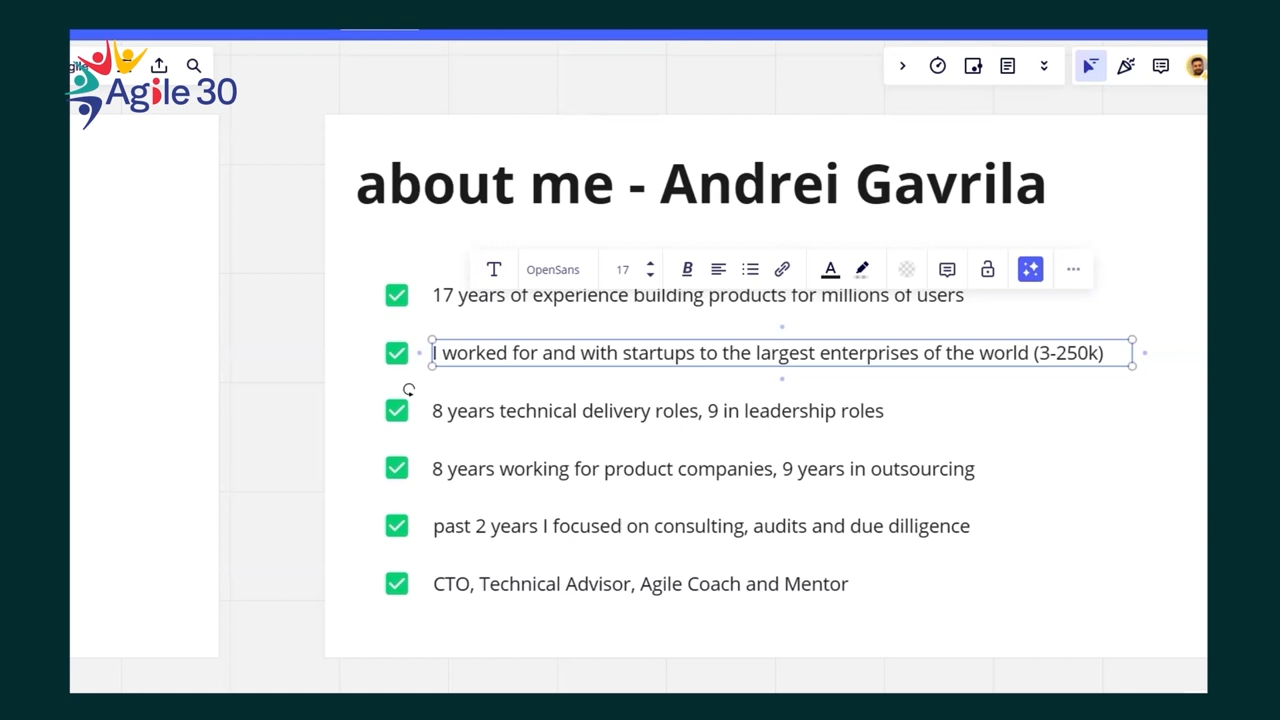 Agile 30
about me - Andrei Gavrila
OpenSans 17 B A
17 years of experience building products for millions of users
I worked for and with startups to the largest enterprises of the world (3-250k)
8 years technical delivery roles, 9 in leadership roles
8 years working for product companies, 9 years in outsourcing
past 2 years I focused on consulting, audits and due dilligence
CTO, Technical Advisor, Agile Coach and Mentor